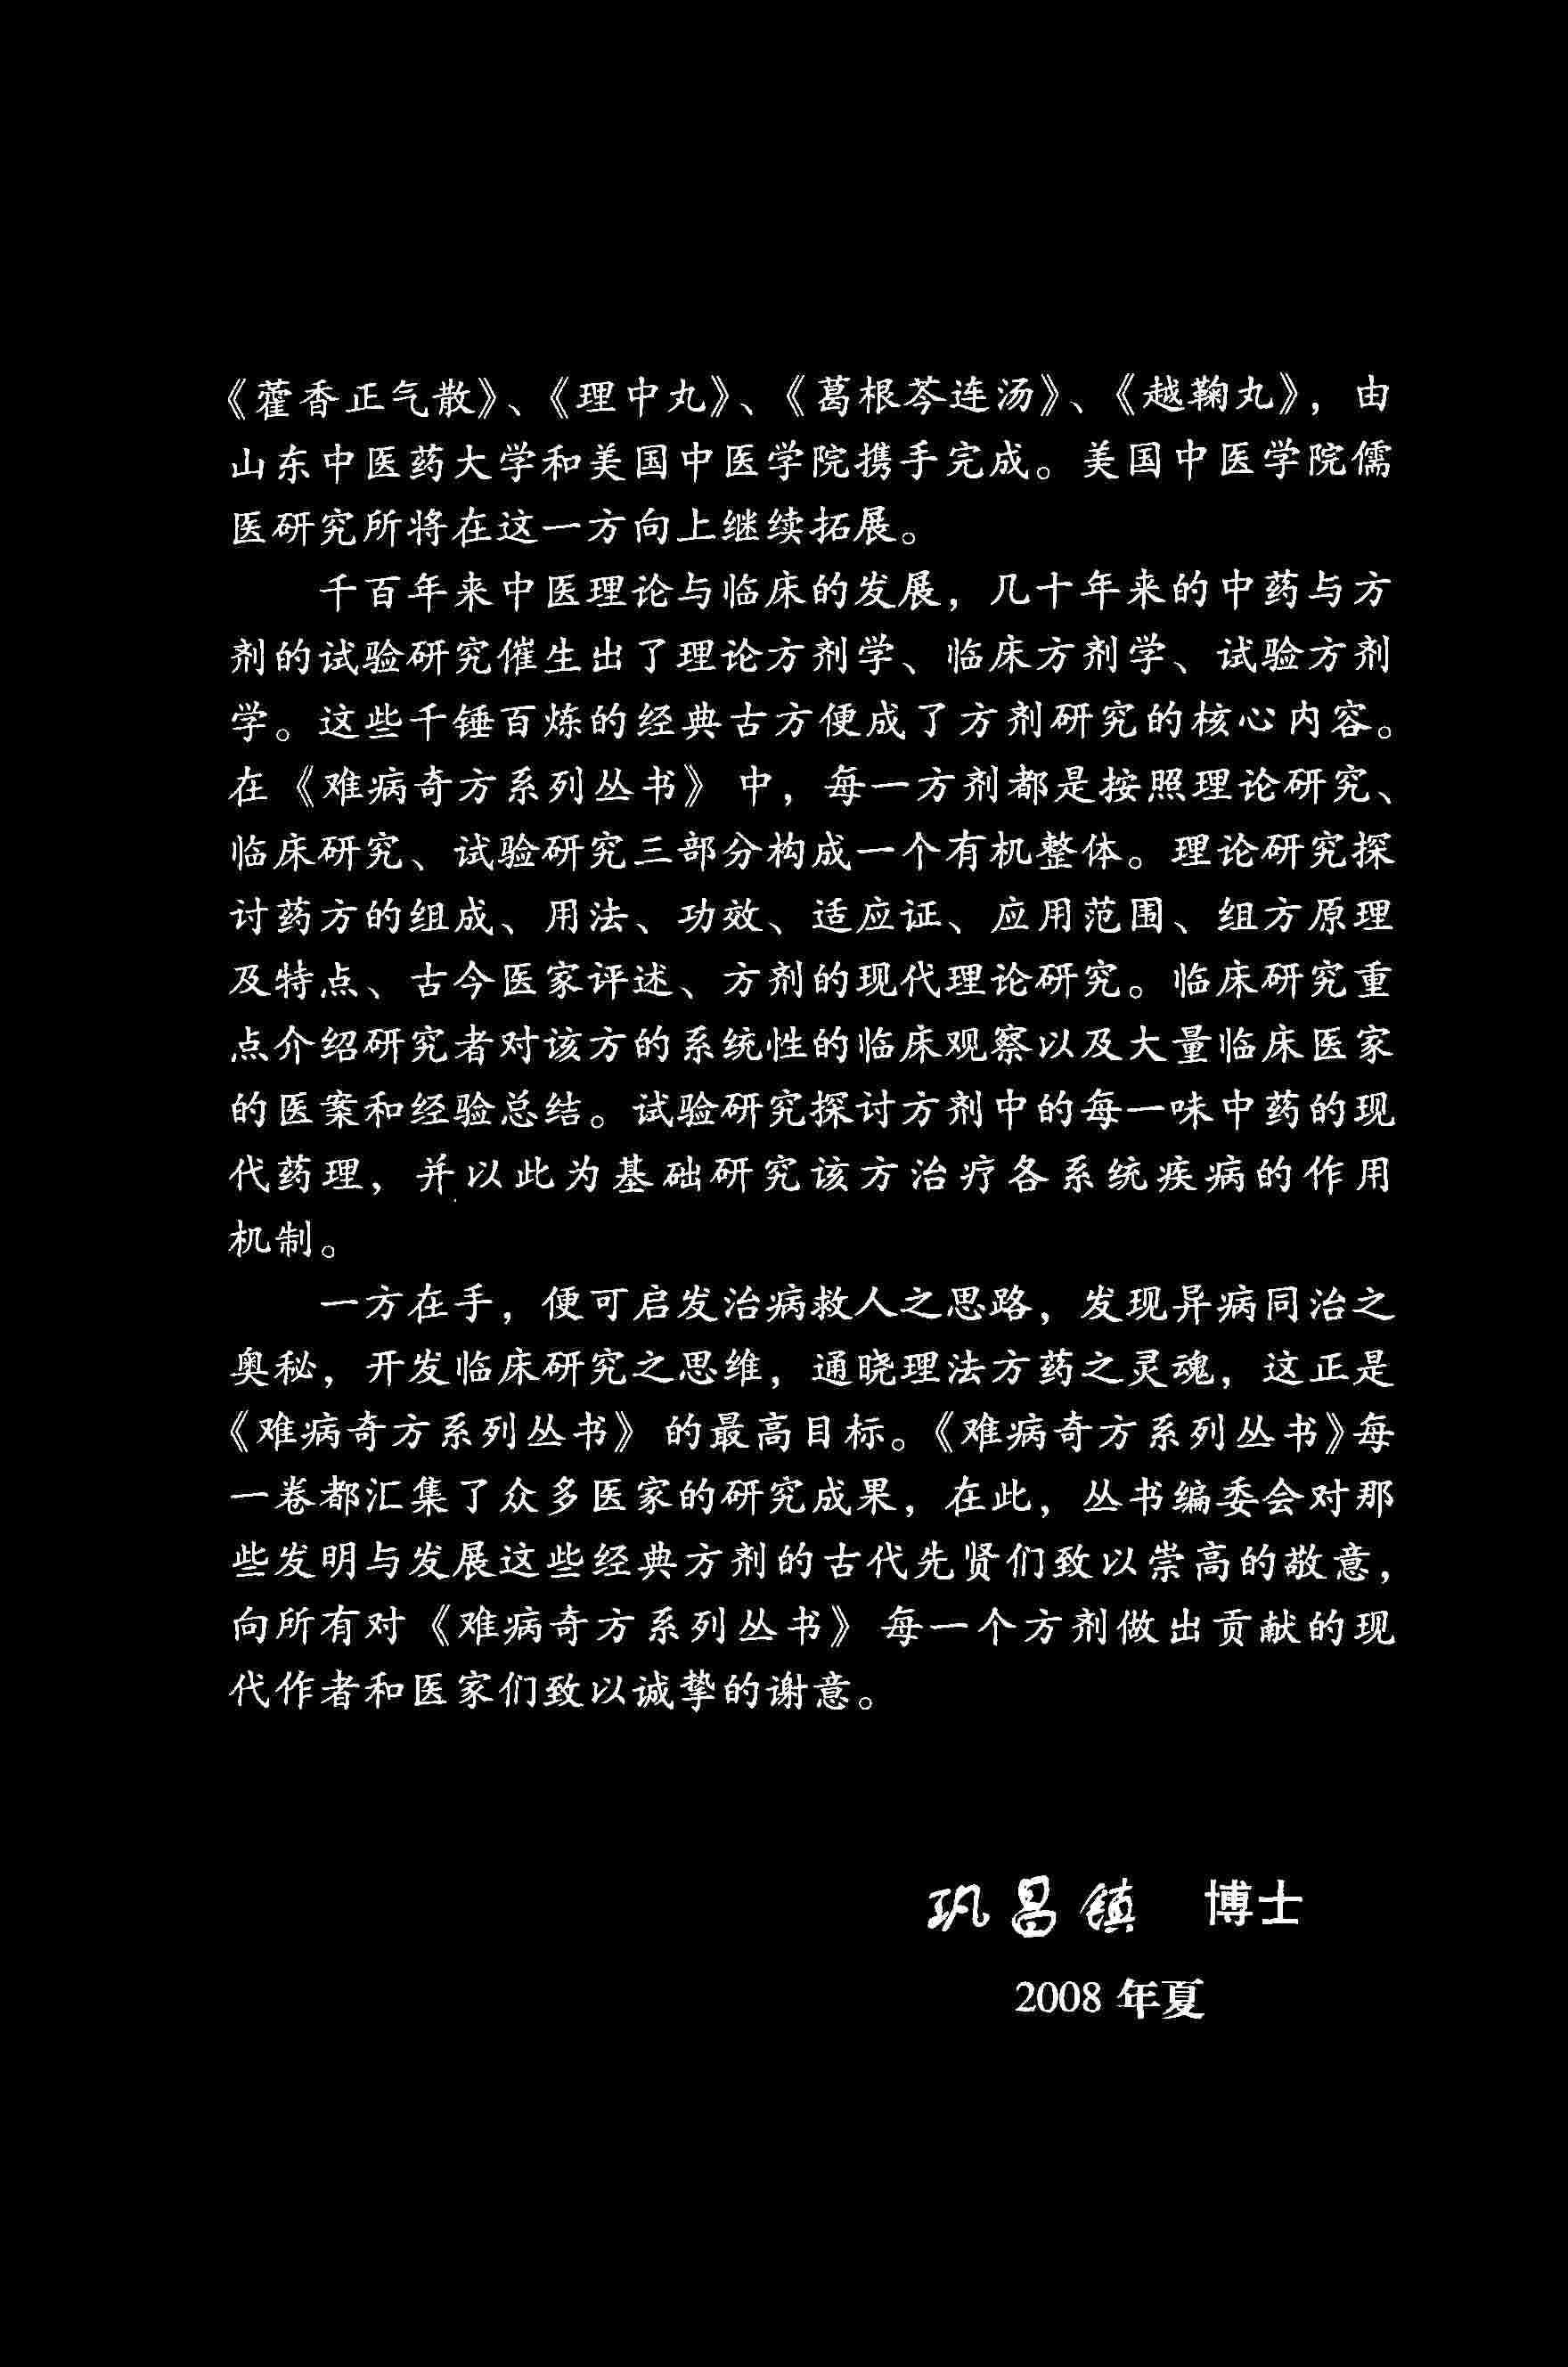 《藿香正气散》、《理中丸》、《葛根芩连汤》、《越鞠丸》，由
山东中医药大学和美国中医学院携手完成。美国中医学院儒
医研究所将在这一方向上继续拓展。
千百年来中医理论与临床的发展，几十年来的中药与方
剂的试验研究催生出了理论方剂学、临床方剂学、试验方剂
学。这些千锤百炼的经典古方便成了方剂研究的核心内容。
在《难病奇方系列丛书》中，每一方剂都是按照理论研究、
临床研究、试验研究三部分构成一个有机整体。理论研究探
讨药方的组成、用法、功效、适应证、应用范围、组方原理
及特点、古今医家评述、方剂的现代理论研究。临床研究重
点介绍研究者对该方的系统性的临床观察以及大量临床医家
的医案和经验总结。试验研究探讨方剂中的每一味中药的现
代药理，并以此为基础研究该方治疗各系统疾病的作用
机制。
一方在手，便可启发治病救人之思路，发现异病同治之
奥秘，开发临床研究之思维，通晓理法方药之灵魂，这正是
《难病奇方系列丛书》的最高目标。《难病奇方系列丛书》每
一卷都汇集了众多医家的研究成果，在此，丛书编委会对那
些发明与发展这些经典方剂的古代先贤们致以崇高的敬意，
向所有对《难病奇方系列丛书》每一个方剂做出贡献的现
代作者和医家们致以诚挚的谢意。
巩昌镇 博士
2008 年夏